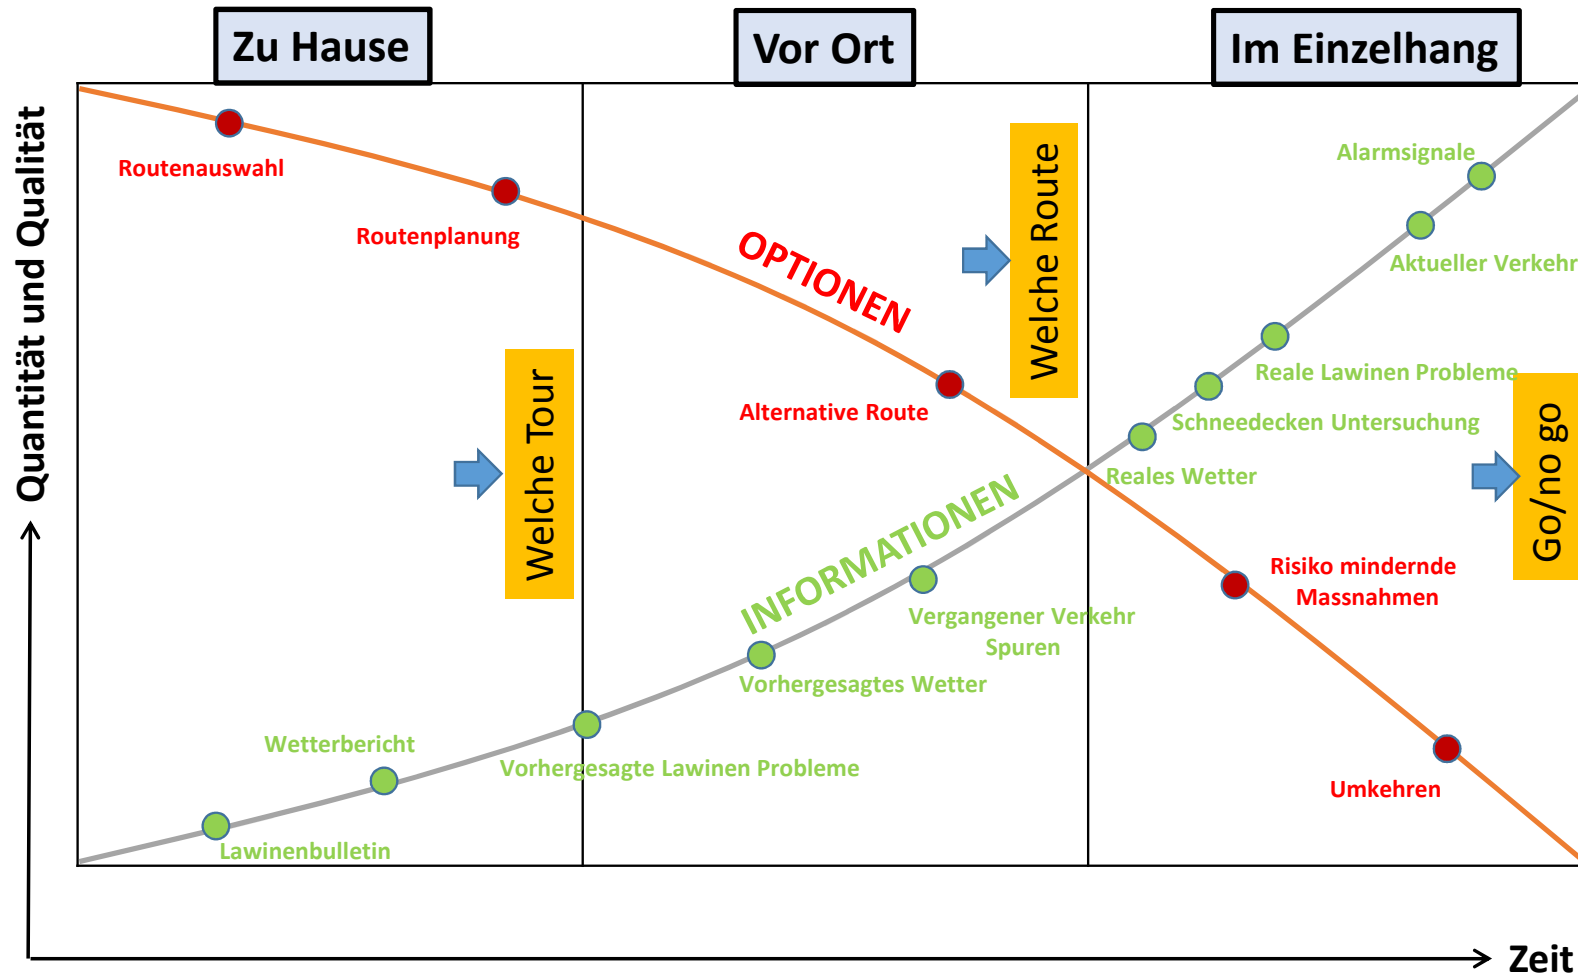 Zu Hause
Vor Ort
Im Einzelhang
Quantität und Qualität
Routenauswahl
Routenplanung
OPTIONEN
Welche Route
Alarmsignale
Aktueller Verkehr
Welche Tour
Alternative Route
Reale Lawinen Probleme
Schneedecken Untersuchung
Reales Wetter
Go/no go
INFORMATIONEN
Risiko mindernde
Massnahmen
Vergangener Verkehr
Spuren
Vorhergesagtes Wetter
Wetterbericht
Vorhergesagte Lawinen Probleme
Umkehren
Lawinenbulletin
Zeit